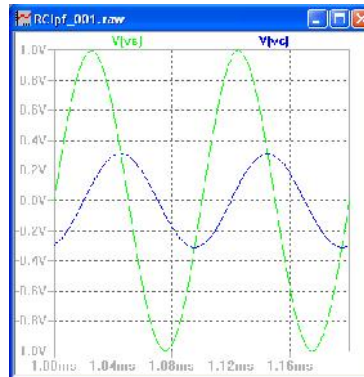 RClpf_001.raw
V(vs) V(vc)
1.0V
0.8V
0.6V
0.4V
0.2V
0.0V
-0.2V
-0.4V
-0.6V
-0.8V
-1.0V
1.00ms 1.04ms 1.08ms 1.12ms 1.16ms